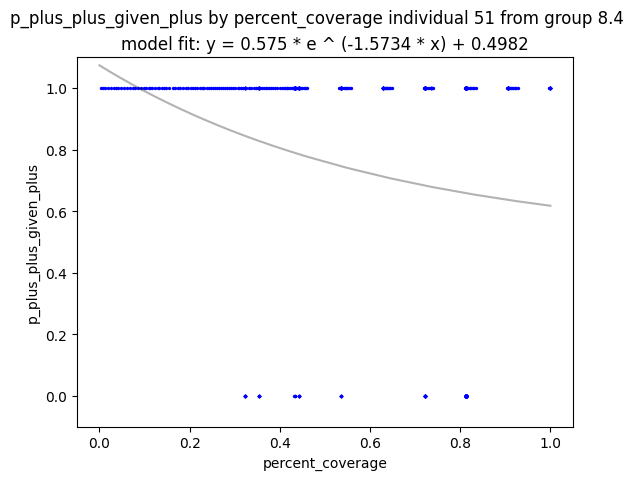 p_plus_plus_given_plus by percent_coverage individual 51 from group 8.4
model fit: y = 0.575 * e ^ (-1.5734 * x) + 0.4982
1.0
0.8
0.6
0.4
0.2
0.0
p_plus_plus_given_plus
0.0 0.2 0.4 0.6 0.8 1.0
percent_coverage